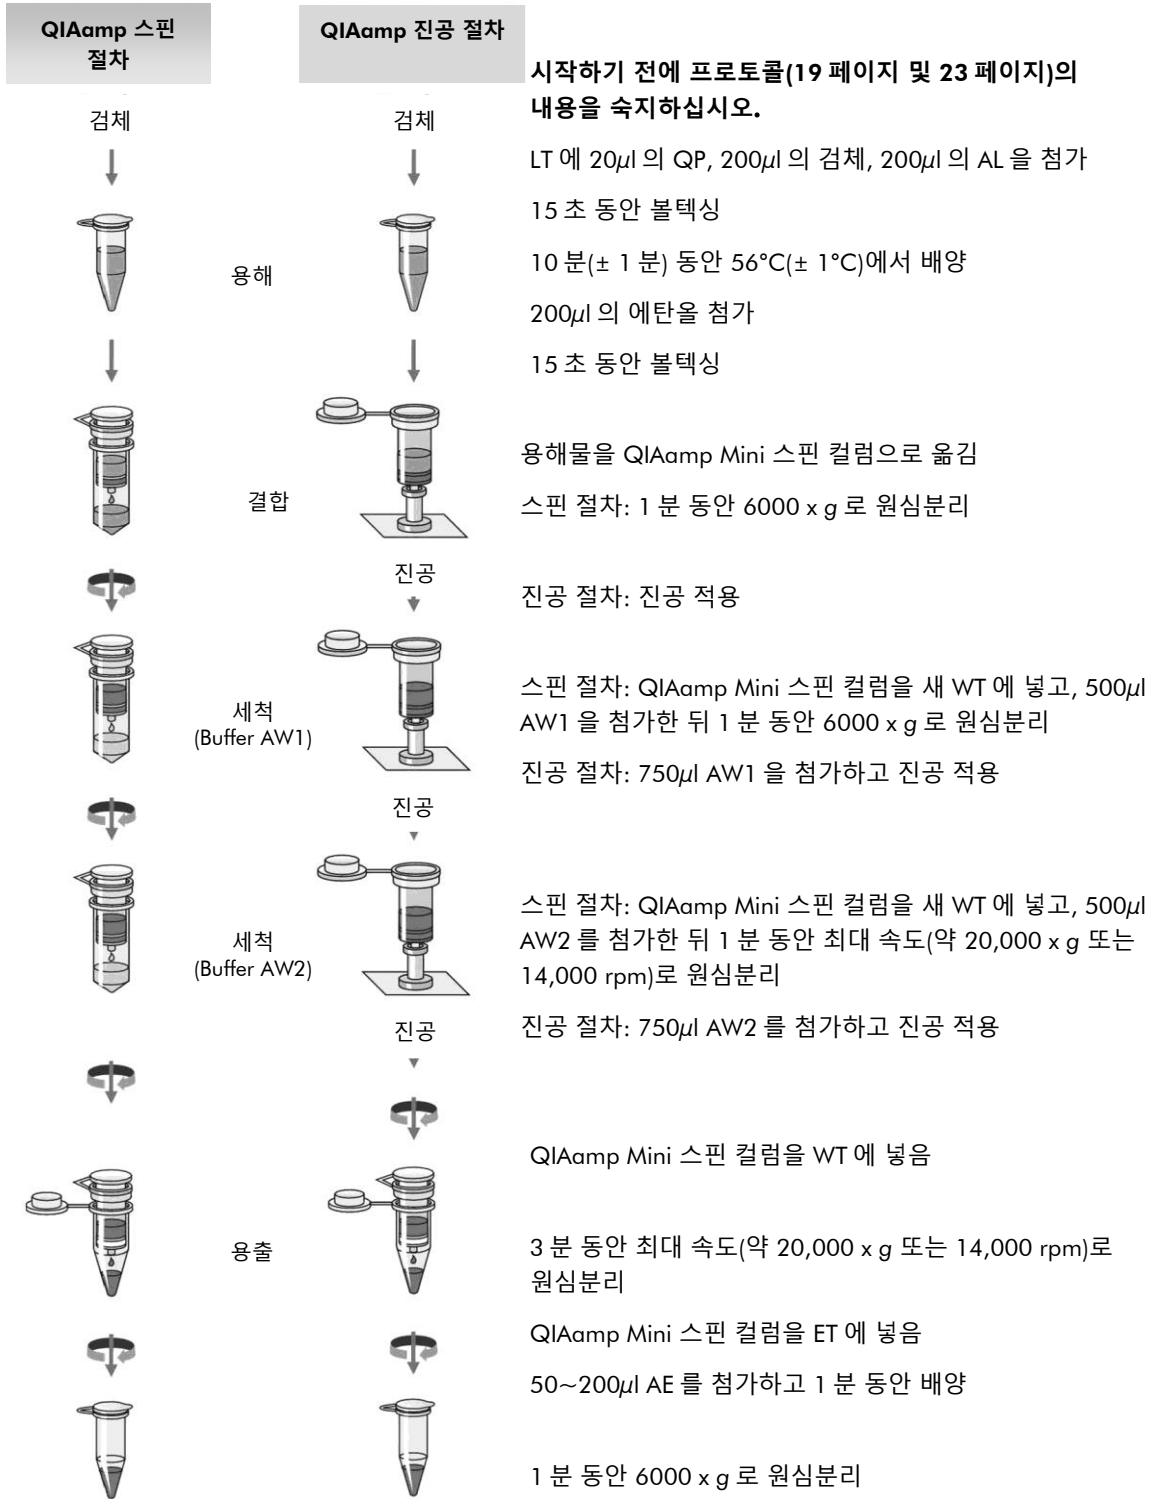 QIAamp 스핀
절차
QIAamp 진공 절차
시작하기 전에 프로토콜(19 페이지 및 23 페이지)의
내용을 숙지하십시오.
검체
검체
LT 에 20µl 의 QP, 200µl 의 검체, 200µl 의 AL 을 첨가
15 초 동안 볼텍싱
용해
10 분(± 1 분) 동안 56°C(± 1°C)에서 배양
200µl 의 에탄올 첨가
15 초 동안 볼텍싱
결합
용해물을 QIAamp Mini 스핀 컬럼으로 옮김
스핀 절차: 1 분 동안 6000 x g 로 원심분리
진공
진공 절차: 진공 적용
세척
(Buffer AW1)
스핀 절차: QIAamp Mini 스핀 컬럼을 새 WT 에 넣고, 500µl
AW1 을 첨가한 뒤 1 분 동안 6000 x g 로 원심분리
진공 절차: 750µl AW1 을 첨가하고 진공 적용
진공
세척
(Buffer AW2)
스핀 절차: QIAamp Mini 스핀 컬럼을 새 WT 에 넣고, 500µl
AW2 를 첨가한 뒤 1 분 동안 최대 속도(약 20,000 x g 또는
14,000 rpm)로 원심분리
진공 절차: 750µl AW2 를 첨가하고 진공 적용
진공
QIAamp Mini 스핀 컬럼을 WT 에 넣음
용출
3 분 동안 최대 속도(약 20,000 x g 또는 14,000 rpm)로
원심분리
QIAamp Mini 스핀 컬럼을 ET 에 넣음
50~200µl AE 를 첨가하고 1 분 동안 배양
1 분 동안 6000 x g 로 원심분리